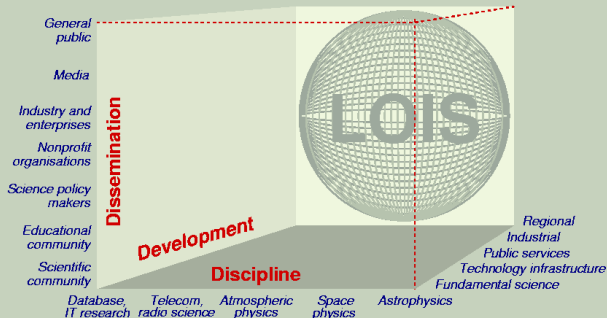 General
public
Media
Industry and
enterprises
Nonprofit
organisations
Science policy
makers
Educational
community
Scientific
community
Dissemination
Development
Discipline
LOIS
Regional
Industrial
Public services
Technology infrastructure
Fundamental science
Database,
IT research
Telecom,
radio science
Atmospheric
physics
Space
physics
Astrophysics